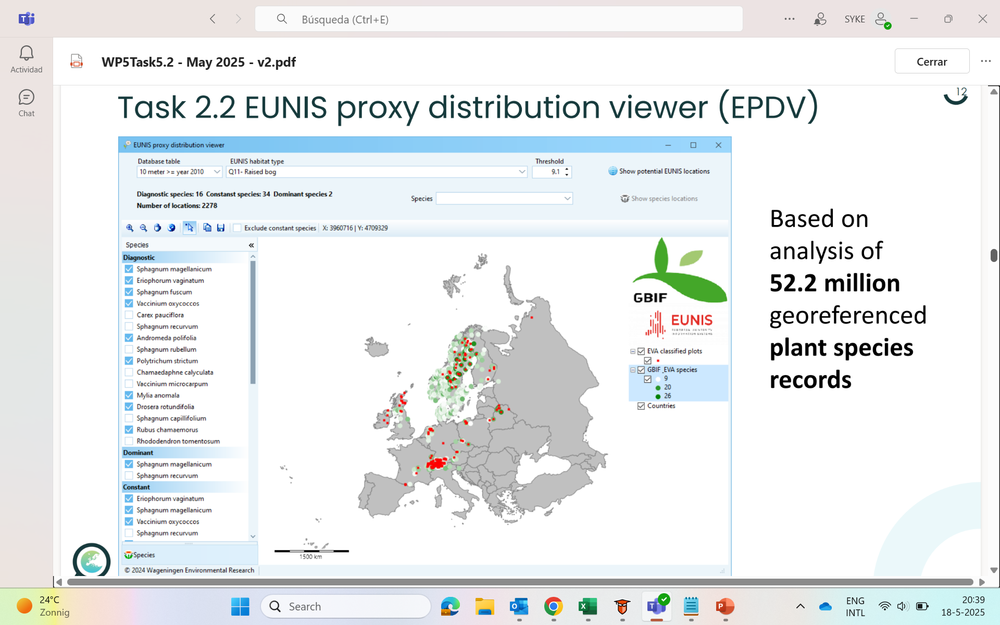 Búsqueda (Ctrl+E)
SYKE
Actividad
Chat
WP5Task5.2 - May 2025 - v2.pdf
Cerrar
12
Task 2.2 EUNIS proxy distribution viewer (EPDV)
EUNIS proxy distribution viewer
Database table
EUNIS habitat type
Threshold
10 meter >= year 2010
Q11- Raised bog
9.1
Show potential EUNIS locations
Diagnostic species: 16 Constanst species: 34 Dominant species 2
Number of locations: 2278
Species
Show species locations
Exclude constant species
X: 3960716 | Y: 4709329
Species
Diagnostic
Sphagnum magellanicum
Eriophorum vaginatum
Sphagnum fuscum
Vaccinium oxycoccos
Carex pauciflora
Sphagnum recurvum
Andromeda polifolia
Sphagnum rubellum
Polytrichum strictum
Chamaedaphne calyculata
Vaccinium microcarpum
Mylia anomala
Drosera rotundifolia
Sphagnum capillifolium
Rubus chamaemorus
Rhododendron tomentosum
Dominant
Sphagnum magellanicum
Sphagnum recurvum
Constant
Eriophorum vaginatum
Sphagnum magellanicum
Vaccinium oxycoccos
Sphagnum recurvum
Species
© 2024 Wageningen Environmental Research
1500 km
GBIF
EUNIS
EUROPEAN UNIVERSITY
INFORMATION SYSTEMS
EVA classified plots
GBIF_EVA species
9
20
26
Countries
Based on
analysis of
52.2 million
georeferenced
plant species
records
24°C
Zonnig
Search
ENG
INTL
20:39
18-5-2025